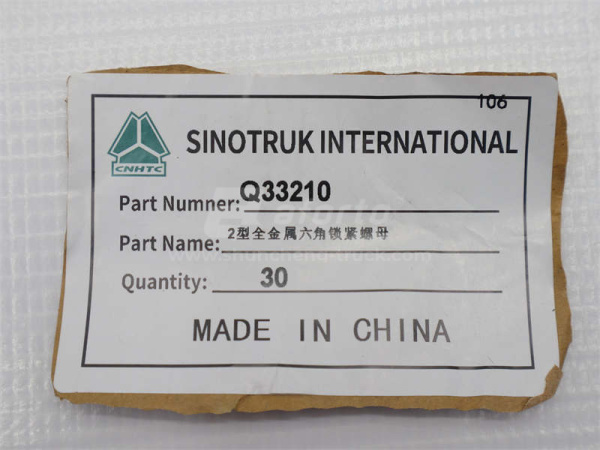 106
CNHTC
SINOTRUK INTERNATIONAL
Part Numner: Q33210
Part Name: 2型全金属六角锁紧螺母
Quantity: 30
MADE IN CHINA